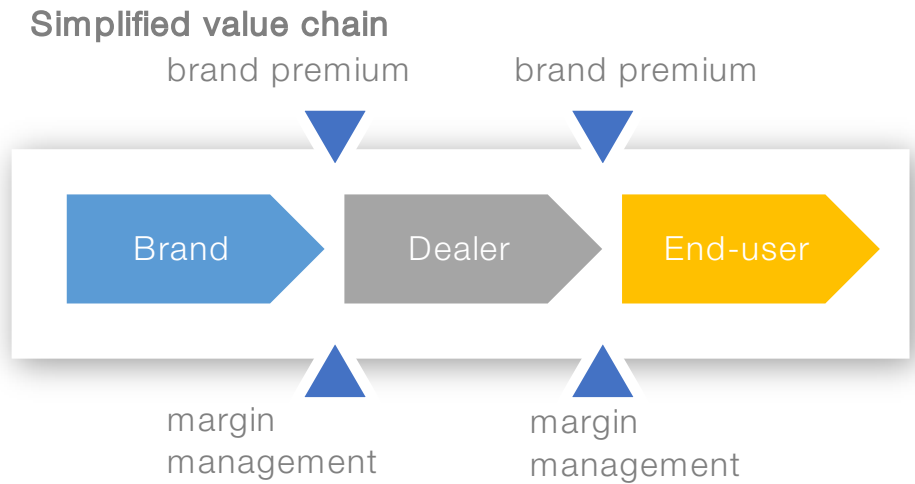 Simplified value chain
brand premium
brand premium
Brand
Dealer
End-user
margin
management
margin
management